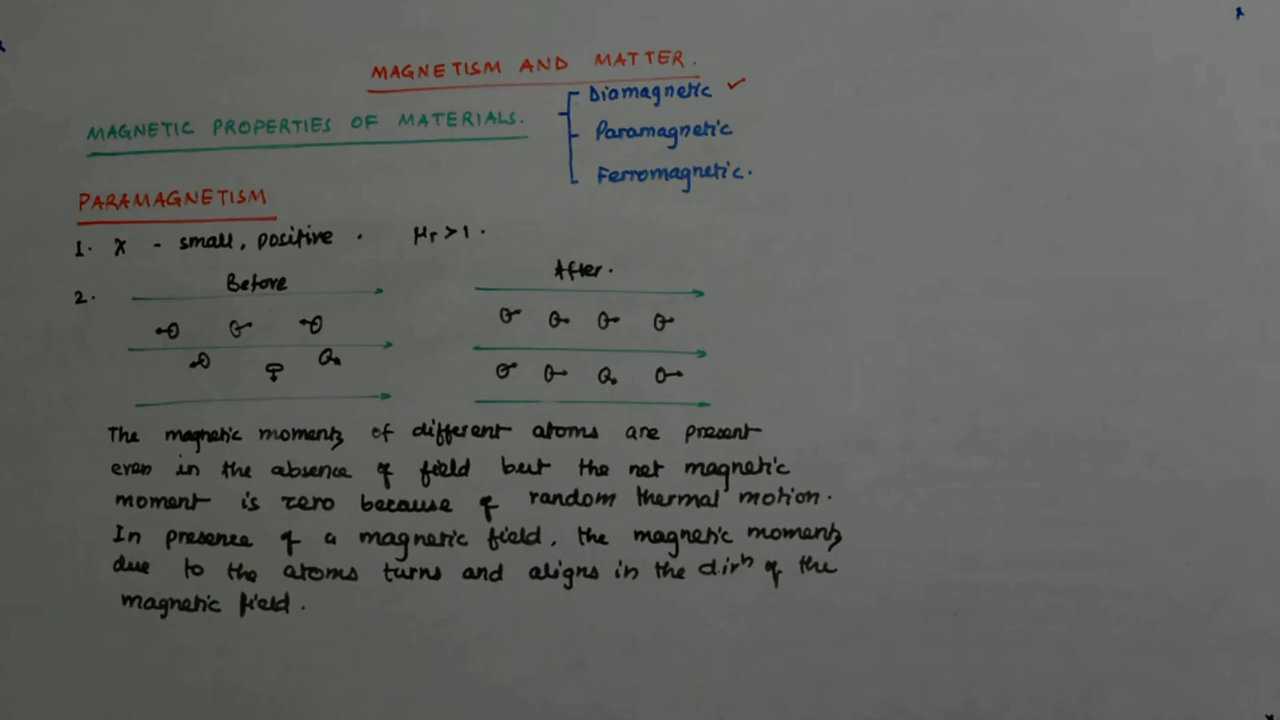 MAGNETISM AND MATTER.
MAGNETIC PROPERTIES OF MATERIALS.
Diamagnetic ✓
Paramagnetic
Ferromagnetic.
PARAMAGNETISM
1. χ - small, positive. μr > 1.
2. Before After.
The magnetic moments of different atoms are present
even in the absence of field but the net magnetic
moment is zero because of random thermal motion.
In presence of a magnetic field, the magnetic moments
due to the atoms turns and aligns in the dirⁿ of the
magnetic field.